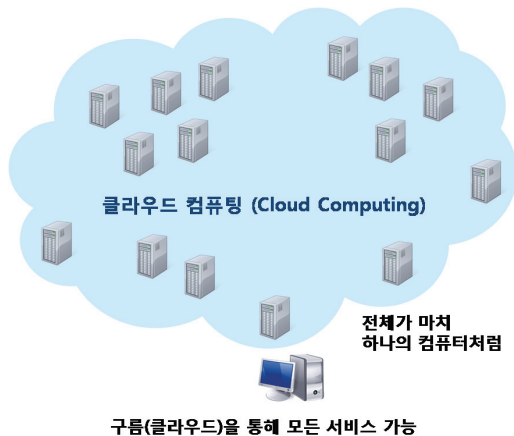 클라우드 컴퓨팅 (Cloud Computing)
전체가 마치
하나의 컴퓨터처럼
구름(클라우드)을 통해 모든 서비스 가능